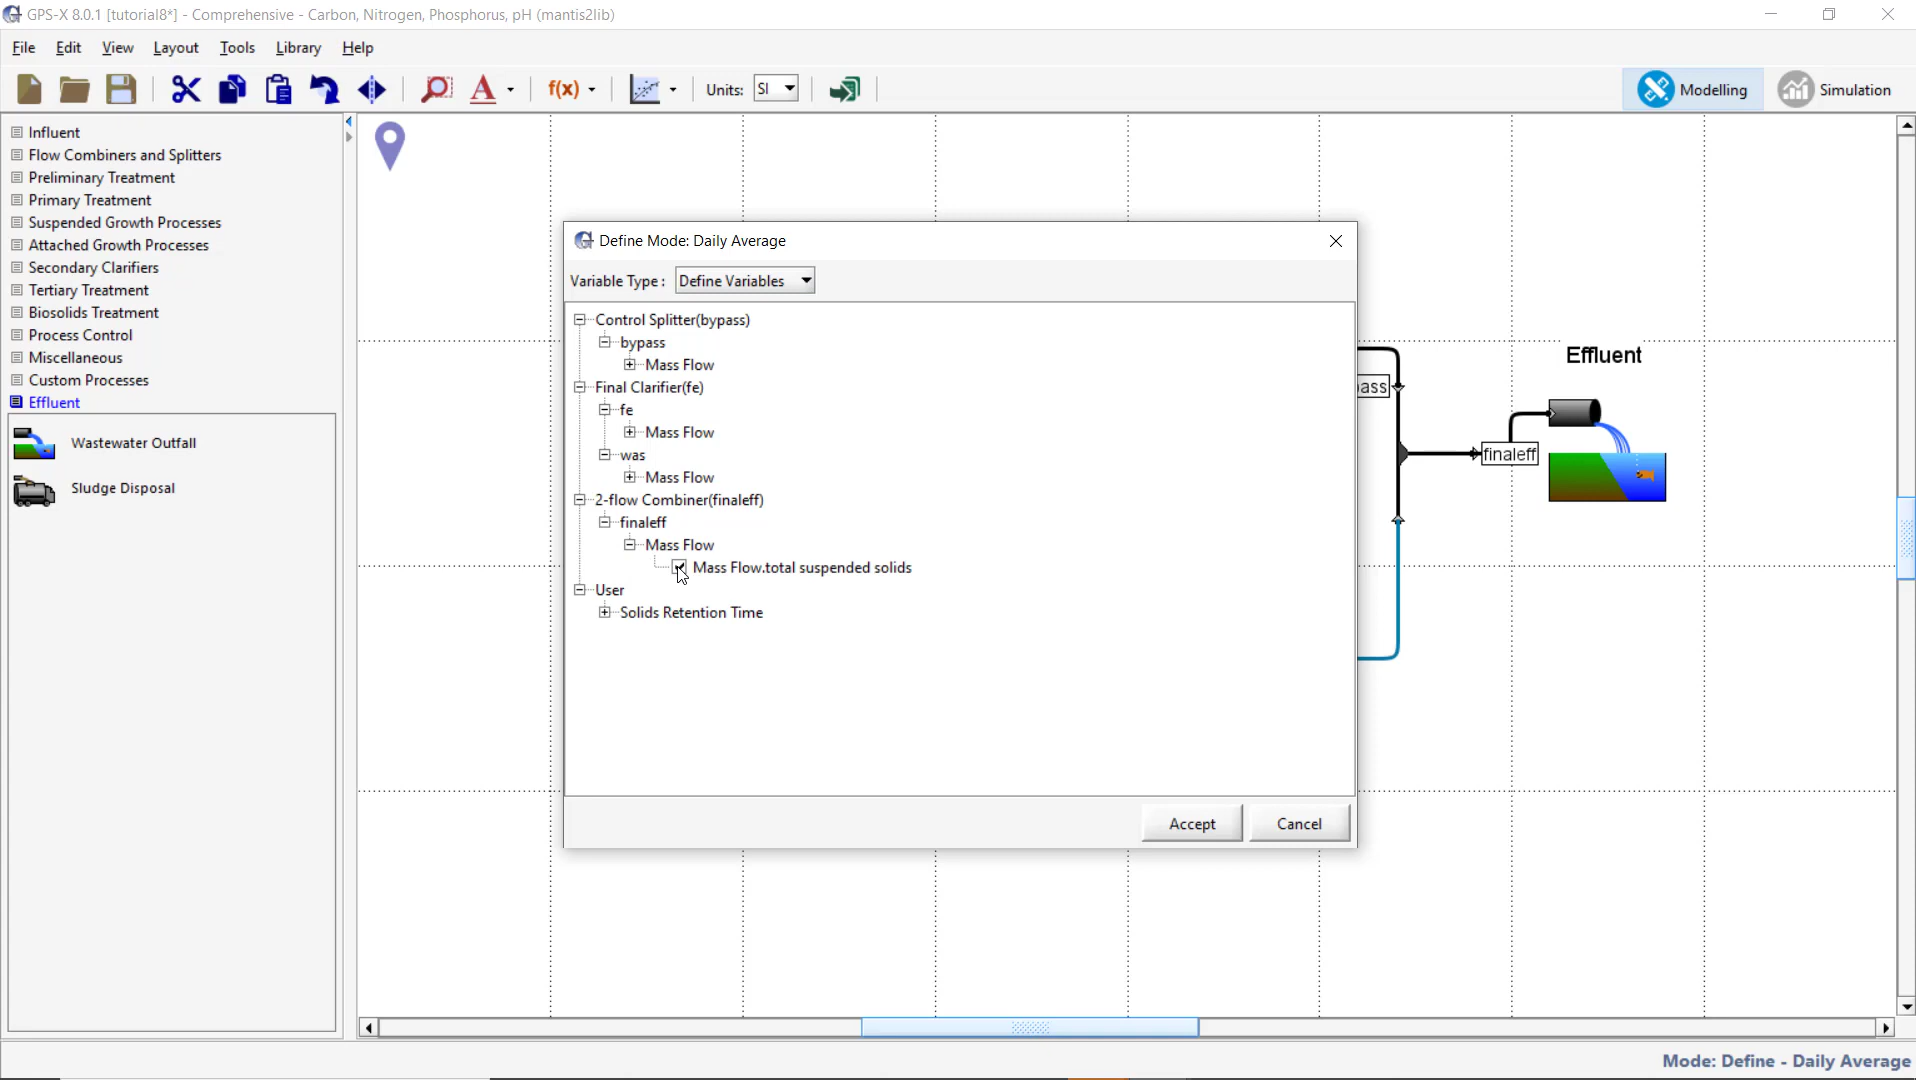 GPS-X 8.0.1 [tutorial8*] - Comprehensive - Carbon, Nitrogen, Phosphorus, pH (mantis2lib)
File Edit View Layout Tools Library Help
A f(x) Units: SI Modelling Simulation
Influent
Flow Combiners and Splitters
Preliminary Treatment
Primary Treatment
Suspended Growth Processes
Attached Growth Processes
Secondary Clarifiers
Tertiary Treatment
Biosolids Treatment
Process Control
Miscellaneous
Custom Processes
Effluent
Wastewater Outfall
Sludge Disposal
Define Mode: Daily Average
Variable Type : Define Variables
Control Splitter(bypass)
bypass
Mass Flow
Final Clarifier(fe)
fe
Mass Flow
was
Mass Flow
2-flow Combiner(finaleff)
finaleff
Mass Flow
Mass Flow.total suspended solids
User
Solids Retention Time
Accept Cancel
Effluent
pass
finaleff
Mode: Define - Daily Average